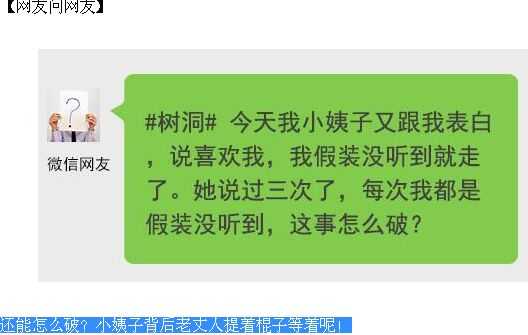 【网友问网友】
#树洞# 今天我小姨子又跟我表白
，说喜欢我，我假装没听到就走
了。她说过三次了，每次我都是
假装没听到，这事怎么破？
?
微信网友
还能怎么破？小姨子背后老丈人提着棍子等着呢！